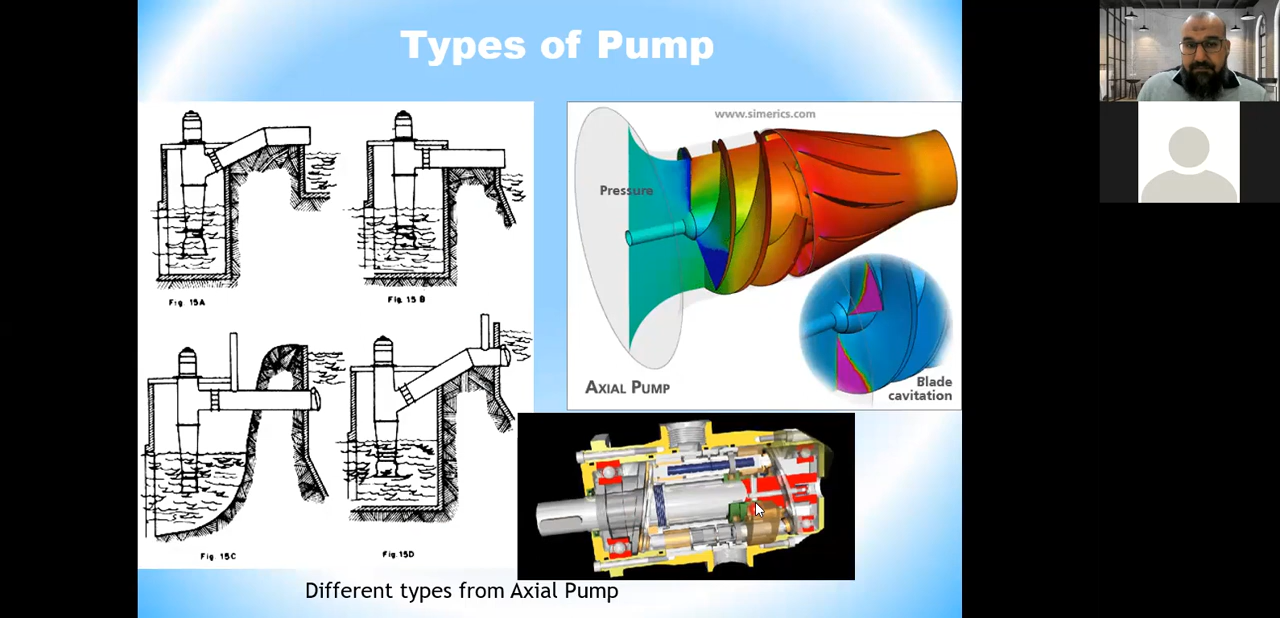 Types of Pump
www.simerics.com
Pressure
AXIAL PUMP
Blade
cavitation
Fig 15A
Fig. 15 B
Fig. 15C
Fig.15D
Different types from Axial Pump